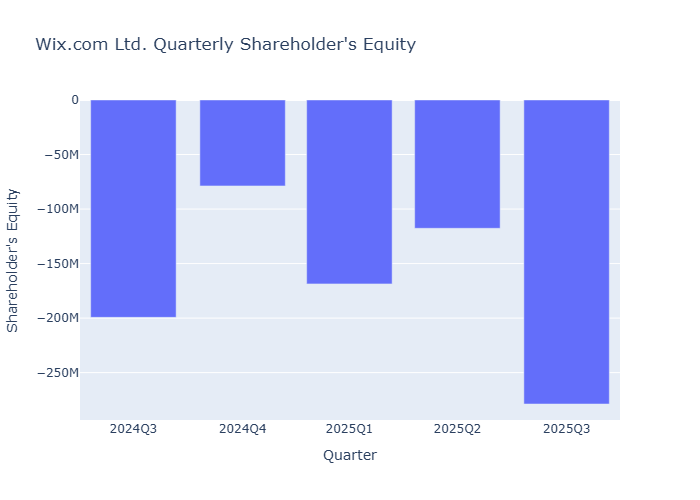 Wix.com Ltd. Quarterly Shareholder's Equity
0
−50M
−100M
−150M
−200M
−250M
Shareholder's Equity
2024Q3 2024Q4 2025Q1 2025Q2 2025Q3
Quarter